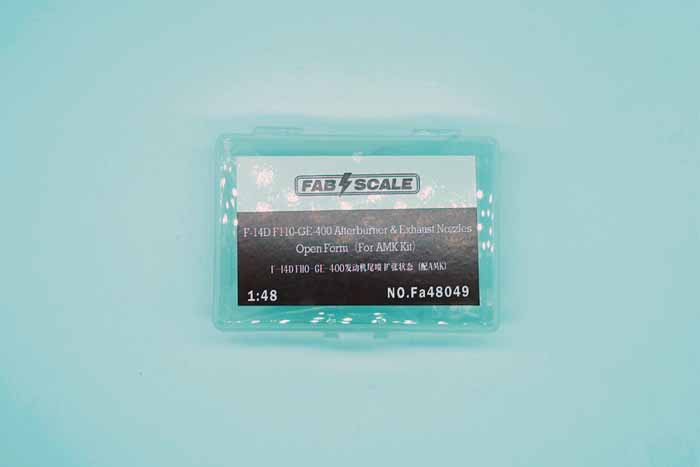 FAB SCALE
F-14D F110-GE-400 Afterburner & Exhaust Nozzles
Open Form (For AMK Kit)
F-14D F110-GE-400发动机尾喷 扩张状态 (配AMK)
1:48 NO.Fa48049